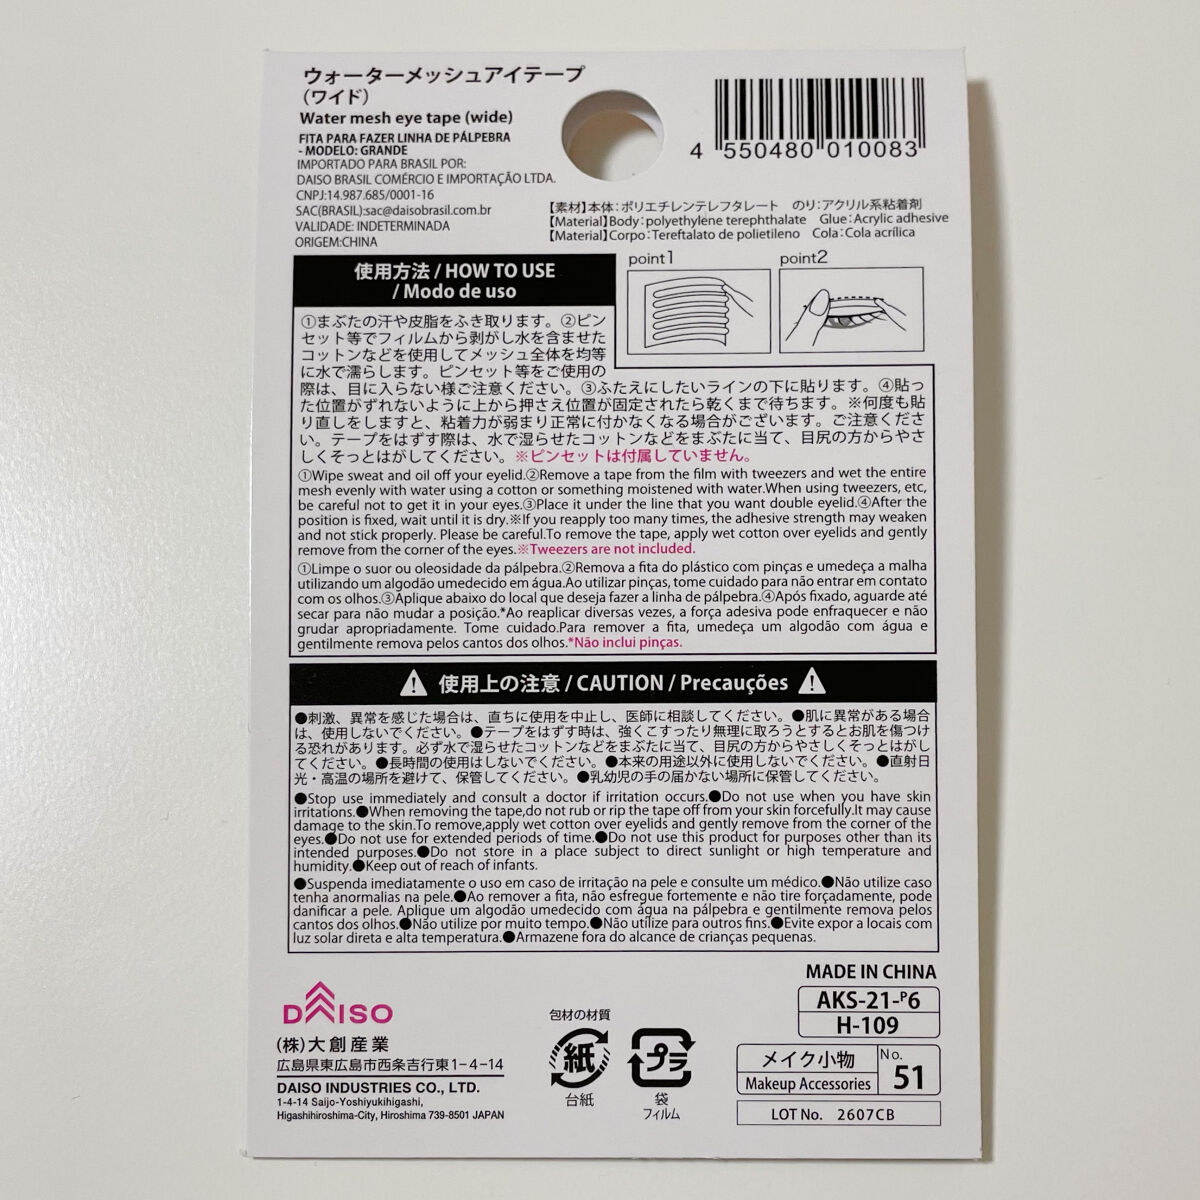 ウォーターメッシュアイテープ
（ワイド）
Water mesh eye tape (wide)
FITA PARA FAZER LINHA DE PÁLPEBRA
- MODELO: GRANDE
IMPORTADO PARA BRASIL POR:
DAISO BRASIL COMÉRCIO E IMPORTAÇÃO LTDA.
CNPJ:14.987.685/0001-16
SAC(BRASIL):sac@daisobrasil.com.br
VALIDADE: INDETERMINADA
ORIGEM:CHINA
4 550480 010083
【素材】本体：ポリエチレンテレフタレート　のり：アクリル系粘着剤
【Material】Body：polyethylene terephthalate　Glue：Acrylic adhesive
【Material】Corpo：Tereftalato de polietileno　Cola：Cola acrílica
使用方法 / HOW TO USE
/ Modo de uso
point1
point2
①まぶたの汗や皮脂をふき取ります。②ピン
セット等でフィルムから剥がし水を含ませた
コットンなどを使用してメッシュ全体を均等
に水で濡らします。ピンセット等をご使用の
際は、目に入らない様ご注意ください。③ふたえにしたいラインの下に貼ります。④貼っ
た位置がずれないように上から押さえ位置が固定されたら乾くまで待ちます。※何度も貼
り直しをしますと、粘着力が弱まり正常に付かなくなる場合がございます。ご注意くださ
い。テープをはずす際は、水で湿らせたコットンなどをまぶたに当て、目尻の方からやさ
しくそっとはがしてください。※ピンセットは付属していません。
①Wipe sweat and oil off your eyelid.②Remove a tape from the film with tweezers and wet the entire
mesh evenly with water using a cotton or something moistened with water.When using tweezers, etc,
be careful not to get it in your eyes.③Place it under the line that you want double eyelid.④After the
position is fixed, wait until it is dry.※If you reapply too many times, the adhesive strength may weaken
and not stick properly. Please be careful.To remove the tape, apply wet cotton over eyelids and gently
remove from the corner of the eyes.※Tweezers are not included.
①Limpe o suor ou oleosidade da pálpebra.②Remova a fita do plástico com pinças e umedeça a malha
utilizando um algodão umedecido em água.Ao utilizar pinças, tome cuidado para não entrar em contato
com os olhos.③Aplique abaixo do local que deseja fazer a linha de pálpebra.④Após fixado, aguarde até
secar para não mudar a posição.*Ao reaplicar diversas vezes, a força adesiva pode enfraquecer e não
grudar apropriadamente. Tome cuidado.Para remover a fita, umedeça um algodão com água e
gentilmente remova pelos cantos dos olhos.*Não inclui pinças.
使用上の注意 / CAUTION / Precauções
●刺激、異常を感じた場合は、直ちに使用を中止し、医師に相談してください。●肌に異常がある場合
は、使用しないでください。●テープをはずす時は、強くこすったり無理に取ろうとするとお肌を傷つけ
る恐れがあります。必ず水で湿らせたコットンなどをまぶたに当て、目尻の方からやさしくそっとはがし
てください。●長時間の使用はしないでください。●本来の用途以外に使用しないでください。●直射日
光・高温の場所を避けて、保管してください。●乳幼児の手の届かない場所に保管してください。
●Stop use immediately and consult a doctor if irritation occurs.●Do not use when you have skin
irritations.●When removing the tape,do not rub or rip the tape off from your skin forcefully.It may cause
damage to the skin.To remove,apply wet cotton over eyelids and gently remove from the corner of the
eyes.●Do not use for extended periods of time.●Do not use this product for purposes other than its
intended purposes.●Do not store in a place subject to direct sunlight or high temperature and
humidity.●Keep out of reach of infants.
●Suspenda imediatamente o uso em caso de irritação na pele e consulte um médico.●Não utilize caso
tenha anormalias na pele.●Ao remover a fita, não esfregue fortemente e não tire forçadamente, pode
danificar a pele. Aplique um algodão umedecido com água na pálpebra e gentilmente remova pelos
cantos dos olhos.●Não utilize por muito tempo.●Não utilize para outros fins.●Evite expor a locais com
luz solar direta e alta temperatura.●Armazene fora do alcance de crianças pequenas.
DAISO
(株)大創産業
広島県東広島市西条吉行東1−4−14
DAISO INDUSTRIES CO., LTD.
1-4-14 Saijo-Yoshiyukihigashi,
Higashihiroshima-City, Hiroshima 739-8501 JAPAN
包材の材質
紙
台紙
プラ
袋
フィルム
MADE IN CHINA
AKS-21-P6
H-109
メイク小物
Makeup Accessories
No.
51
LOT No. 2607CB